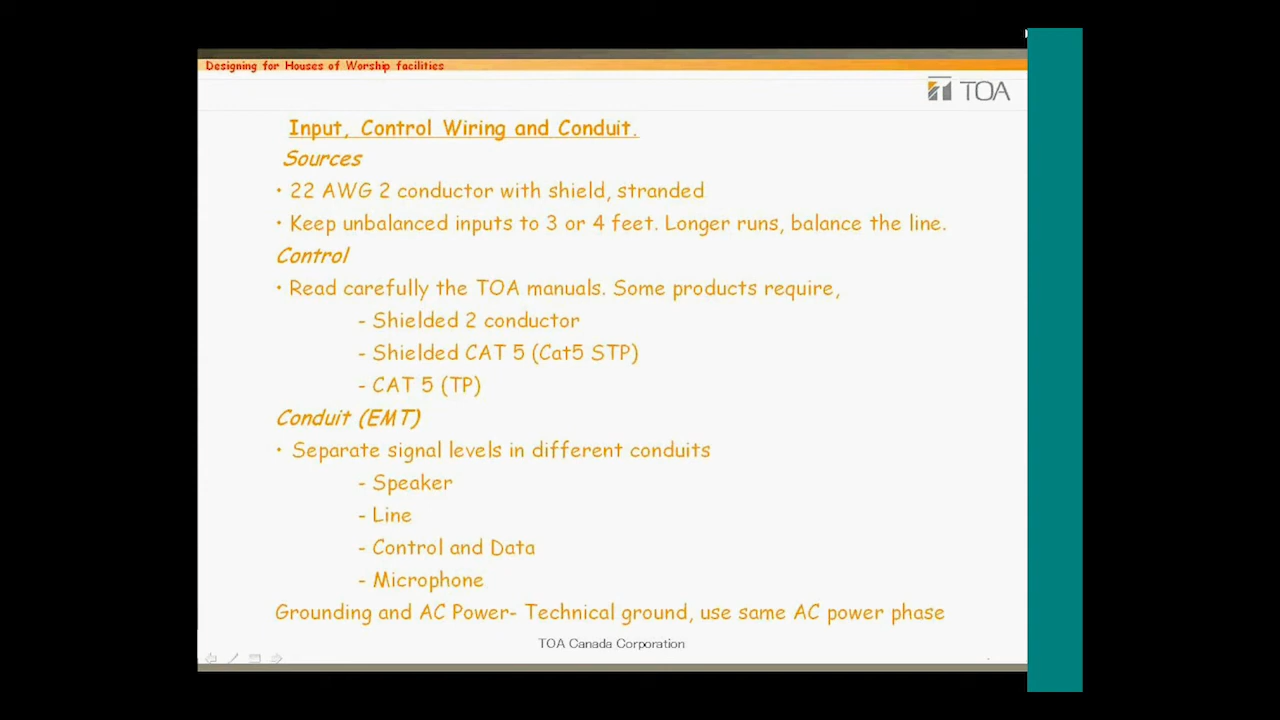 Designing for Houses of Worship facilities
TOA
Input, Control Wiring and Conduit.
Sources
• 22 AWG 2 conductor with shield, stranded
• Keep unbalanced inputs to 3 or 4 feet. Longer runs, balance the line.
Control
• Read carefully the TOA manuals. Some products require,
- Shielded 2 conductor
- Shielded CAT 5 (Cat5 STP)
- CAT 5 (TP)
Conduit (EMT)
• Separate signal levels in different conduits
- Speaker
- Line
- Control and Data
- Microphone
Grounding and AC Power- Technical ground, use same AC power phase
TOA Canada Corporation